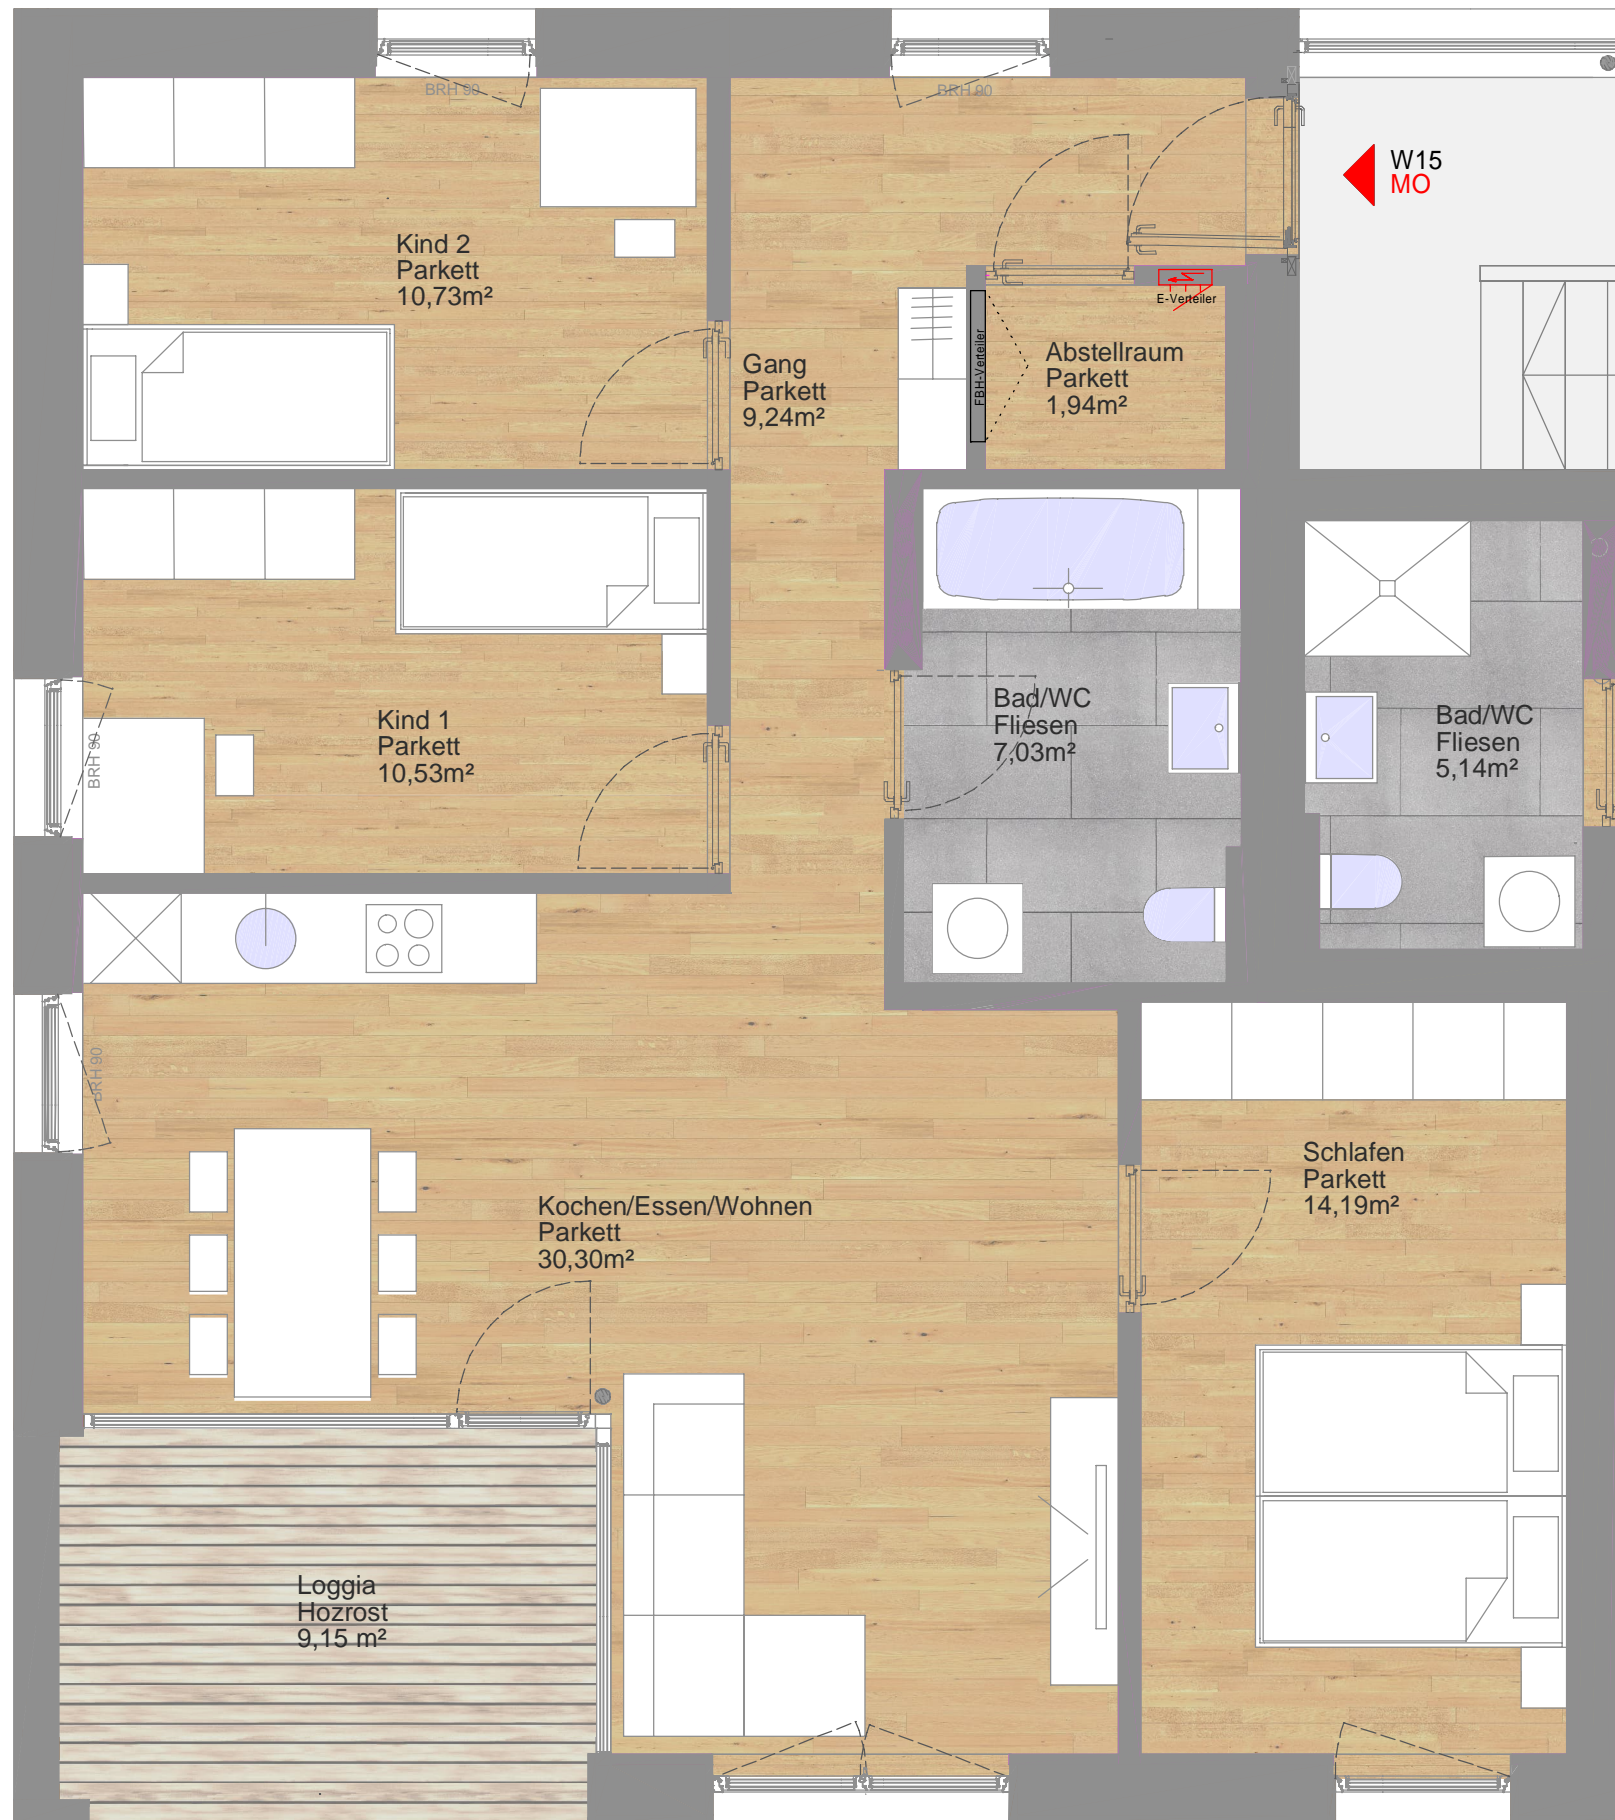 BRH 90
BRH 90
W15
MO
Kind 2
Parkett
10,73m²
E-Verteiler
FBH-Verteiler
Gang
Parkett
9,24m²
Abstellraum
Parkett
1,94m²
Kind 1
Parkett
10,53m²
BRH 90
Bad/WC
Fliesen
7,03m²
Bad/WC
Fliesen
5,14m²
BRH 90
Kochen/Essen/Wohnen
Parkett
30,30m²
Schlafen
Parkett
14,19m²
Loggia
Hozrost
9,15 m²